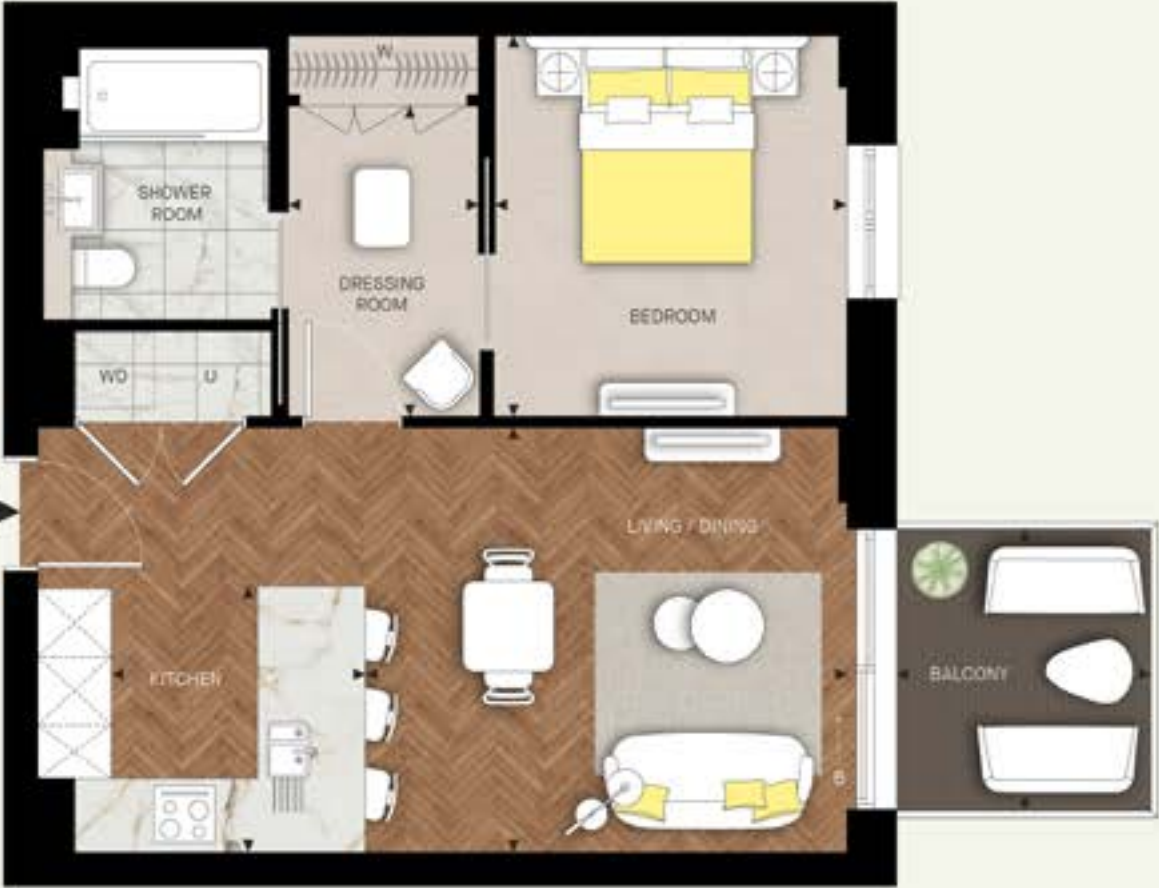 W
SHOWER
ROOM
DRESSING
ROOM
BEDROOM
WD
U
LIVING / DINING
KITCHEN
BALCONY